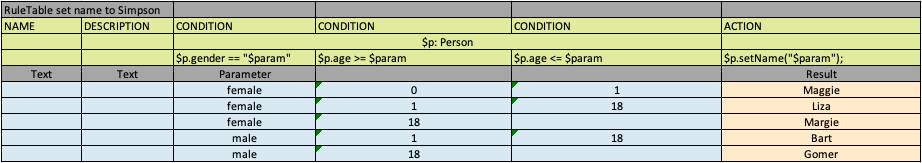 RuleTable set name to Simpson
NAME DESCRIPTION CONDITION CONDITION CONDITION ACTION
$p: Person
$p.gender == "$param" $p.age >= $param $p.age <= $param $p.setName("$param");
Text Text Parameter Result
female 0 1 Maggie
female 1 18 Liza
female 18 Margie
male 1 18 Bart
male 18 Gomer